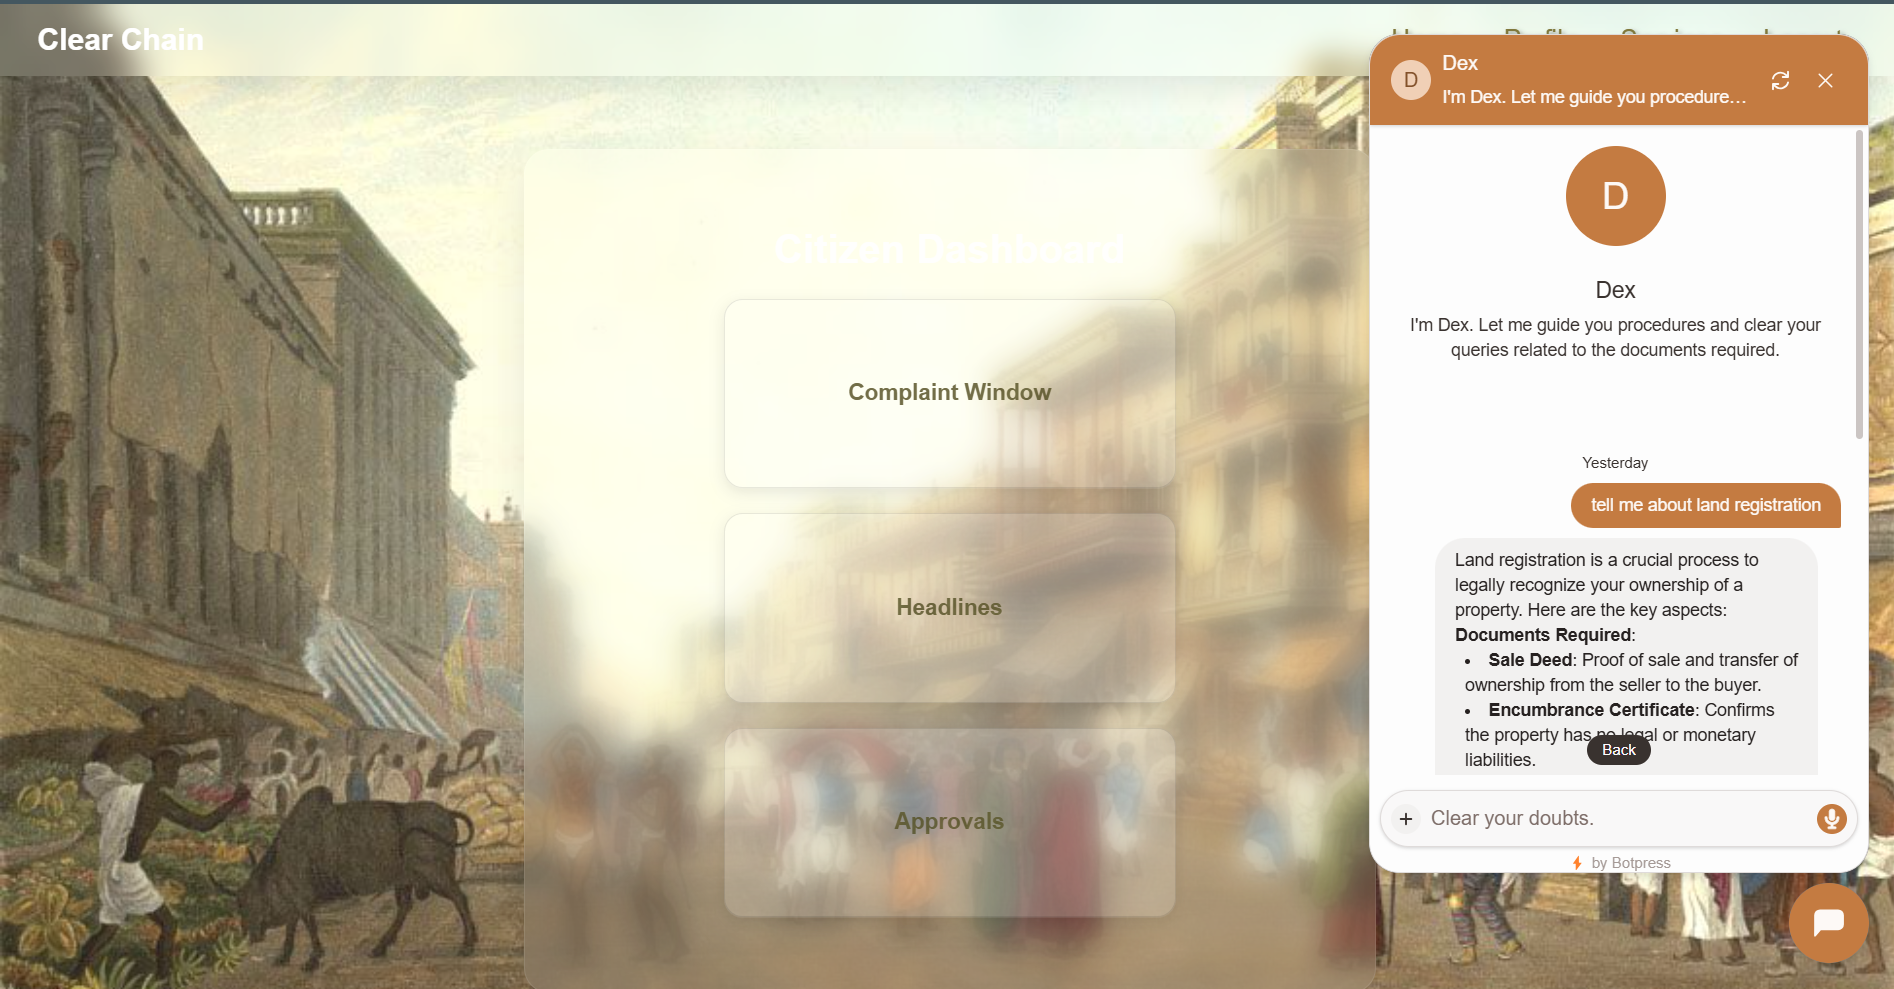 Clear Chain
Citizen Dashboard
Complaint Window
Headlines
Approvals
D
Dex
I'm Dex. Let me guide you procedure…
D
Dex
I'm Dex. Let me guide you procedures and clear your
queries related to the documents required.
Yesterday
tell me about land registration
Land registration is a crucial process to
legally recognize your ownership of a
property. Here are the key aspects:
Documents Required:
• Sale Deed: Proof of sale and transfer of
ownership from the seller to the buyer.
• Encumbrance Certificate: Confirms
the property has no legal or monetary
liabilities.
Back
Clear your doubts.
by Botpress